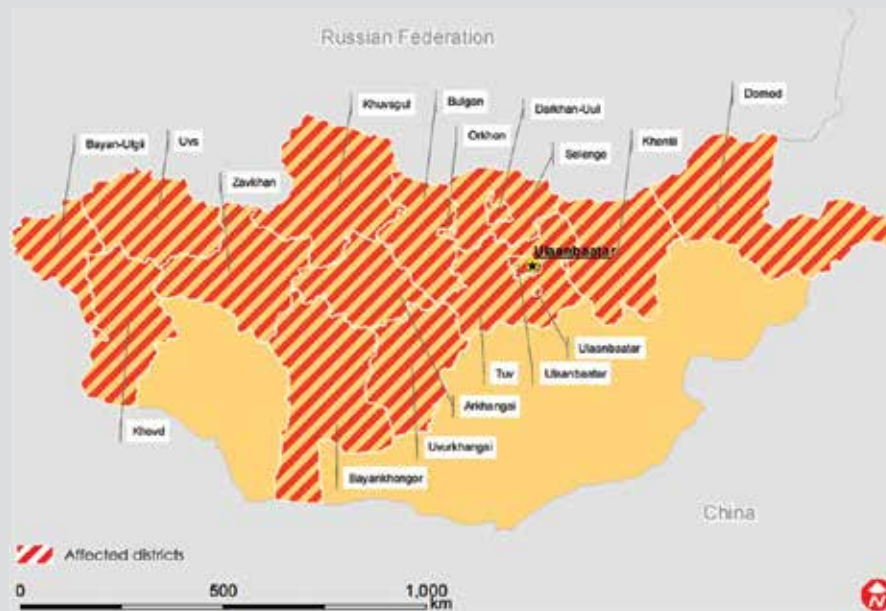 Russian Federation
Domod
Khuvsgul
Bulgan
Darkhan-Uul
Orkhon
Bayan-Ulgii
Uvs
Selenge
Khentii
Zavkhan
Ulaanbaatar
Ulaanbaatar
Tuv
Ulaanbaatar
Arkhangai
Khovd
Uvurkhangai
Bayankhongor
China
Affected districts
0 500 1,000
km
N